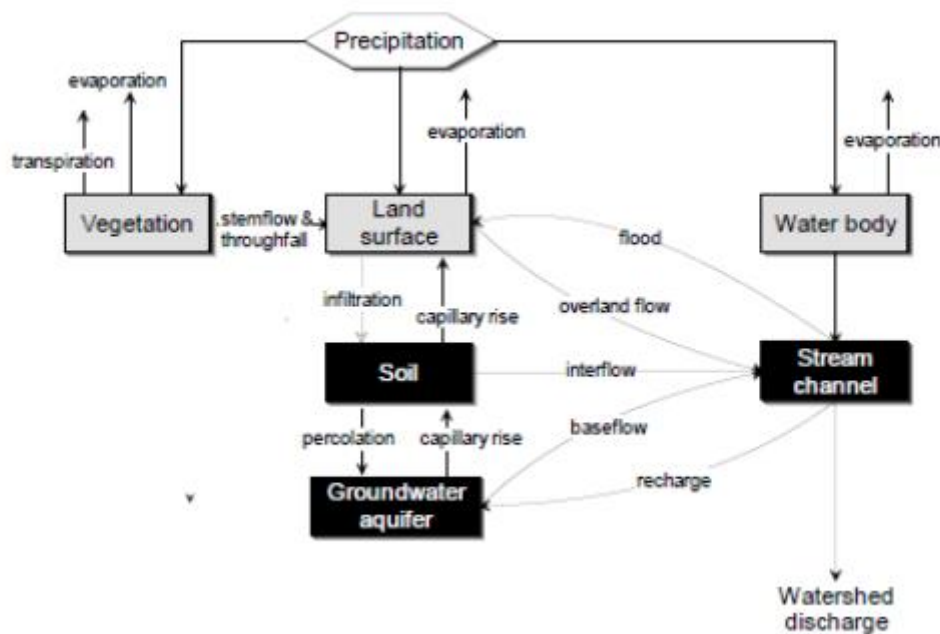 Precipitation
evaporation
transpiration
evaporation
evaporation
Vegetation
.stemflow &
throughfall
Land
surface
Water body
flood
infiltration
capillary rise
overland flow
Soil
interflow
Stream
channel
percolation
capillary rise
baseflow
recharge
Groundwater
aquifer
Watershed
discharge